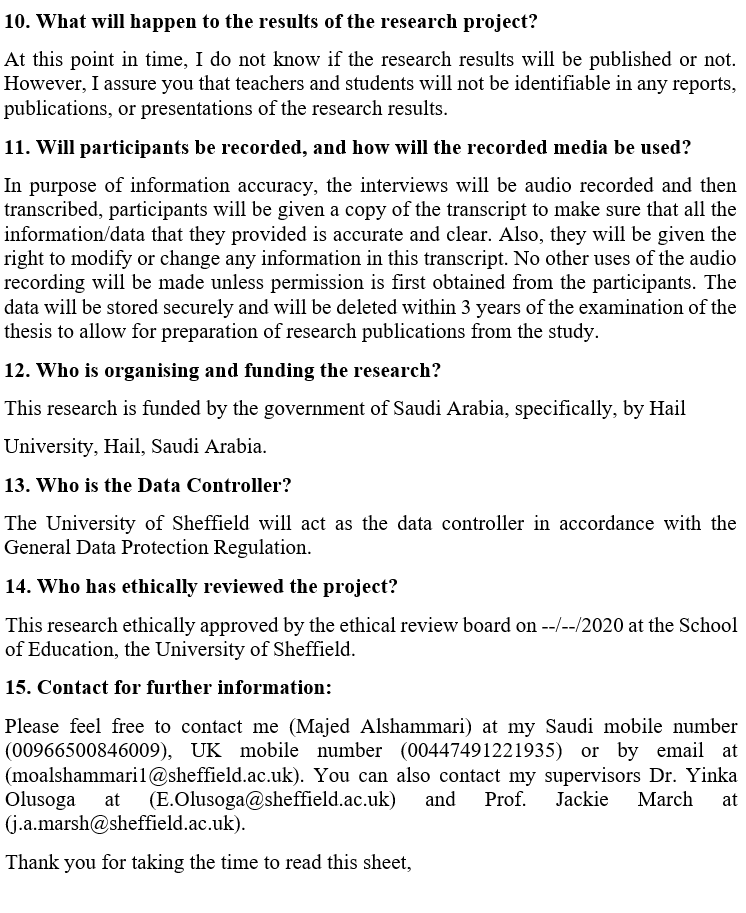 10. What will happen to the results of the research project?
At this point in time, I do not know if the research results will be published or not.
However, I assure you that teachers and students will not be identifiable in any reports,
publications, or presentations of the research results.
11. Will participants be recorded, and how will the recorded media be used?
In purpose of information accuracy, the interviews will be audio recorded and then
transcribed, participants will be given a copy of the transcript to make sure that all the
information/data that they provided is accurate and clear. Also, they will be given the
right to modify or change any information in this transcript. No other uses of the audio
recording will be made unless permission is first obtained from the participants. The
data will be stored securely and will be deleted within 3 years of the examination of the
thesis to allow for preparation of research publications from the study.
12. Who is organising and funding the research?
This research is funded by the government of Saudi Arabia, specifically, by Hail
University, Hail, Saudi Arabia.
13. Who is the Data Controller?
The University of Sheffield will act as the data controller in accordance with the
General Data Protection Regulation.
14. Who has ethically reviewed the project?
This research ethically approved by the ethical review board on --/--/2020 at the School
of Education, the University of Sheffield.
15. Contact for further information:
Please feel free to contact me (Majed Alshammari) at my Saudi mobile number
(00966500846009), UK mobile number (00447491221935) or by email at
(moalshammari1@sheffield.ac.uk). You can also contact my supervisors Dr. Yinka
Olusoga at (E.Olusoga@sheffield.ac.uk) and Prof. Jackie March at
(j.a.marsh@sheffield.ac.uk).
Thank you for taking the time to read this sheet,